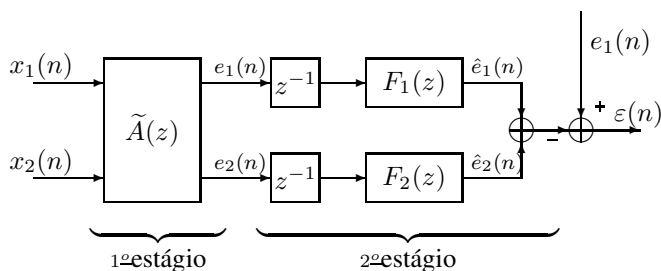 e₁(n)
x₁(n) e₁(n) z⁻¹ F₁(z) ê₁(n)
Ã(z) + ε(n)
−
x₂(n) e₂(n) z⁻¹ F₂(z) ê₂(n)
1º estágio 2º estágio